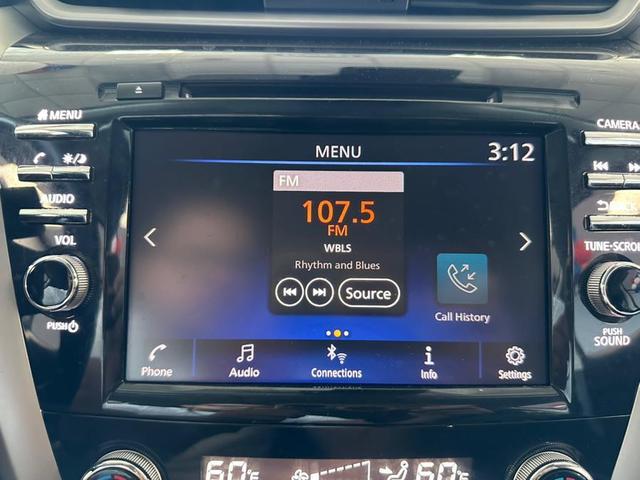 MENU
CAMERA
MENU
3:12
FM
107.5
FM
AUDIO
WBLS
Rhythm and Blues
VOL
TUNE-SCROLL
Source
Call History
PUSH
PUSH
SOUND
Phone
Audio
Connections
Info
Settings
60°F
60°F